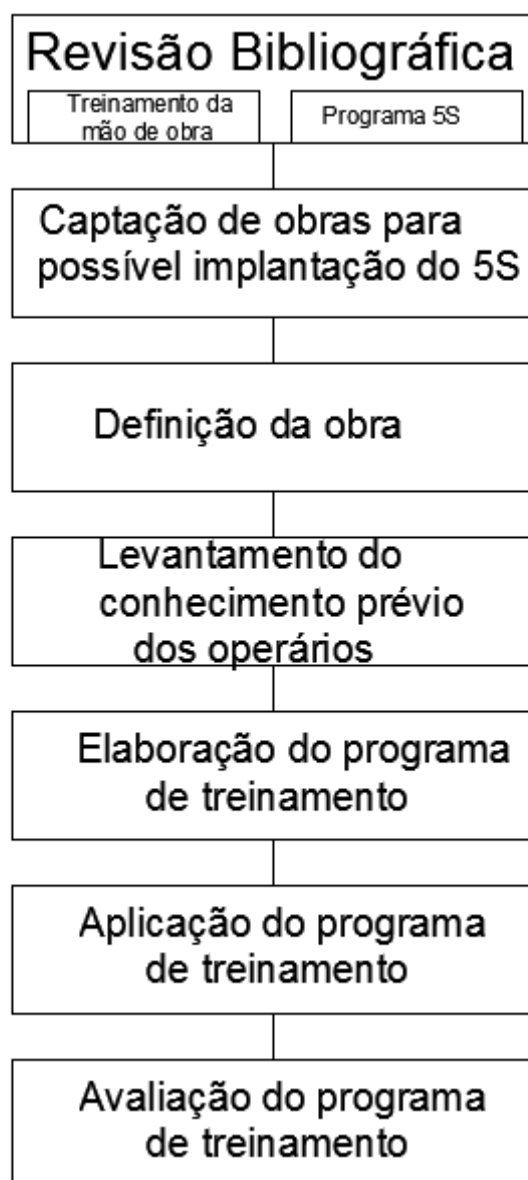 Revisão Bibliográfica
Treinamento da
mão de obra
Programa 5S
Captação de obras para
possível implantação do 5S
Definição da obra
Levantamento do
conhecimento prévio
dos operários
Elaboração do programa
de treinamento
Aplicação do programa
de treinamento
Avaliação do programa
de treinamento